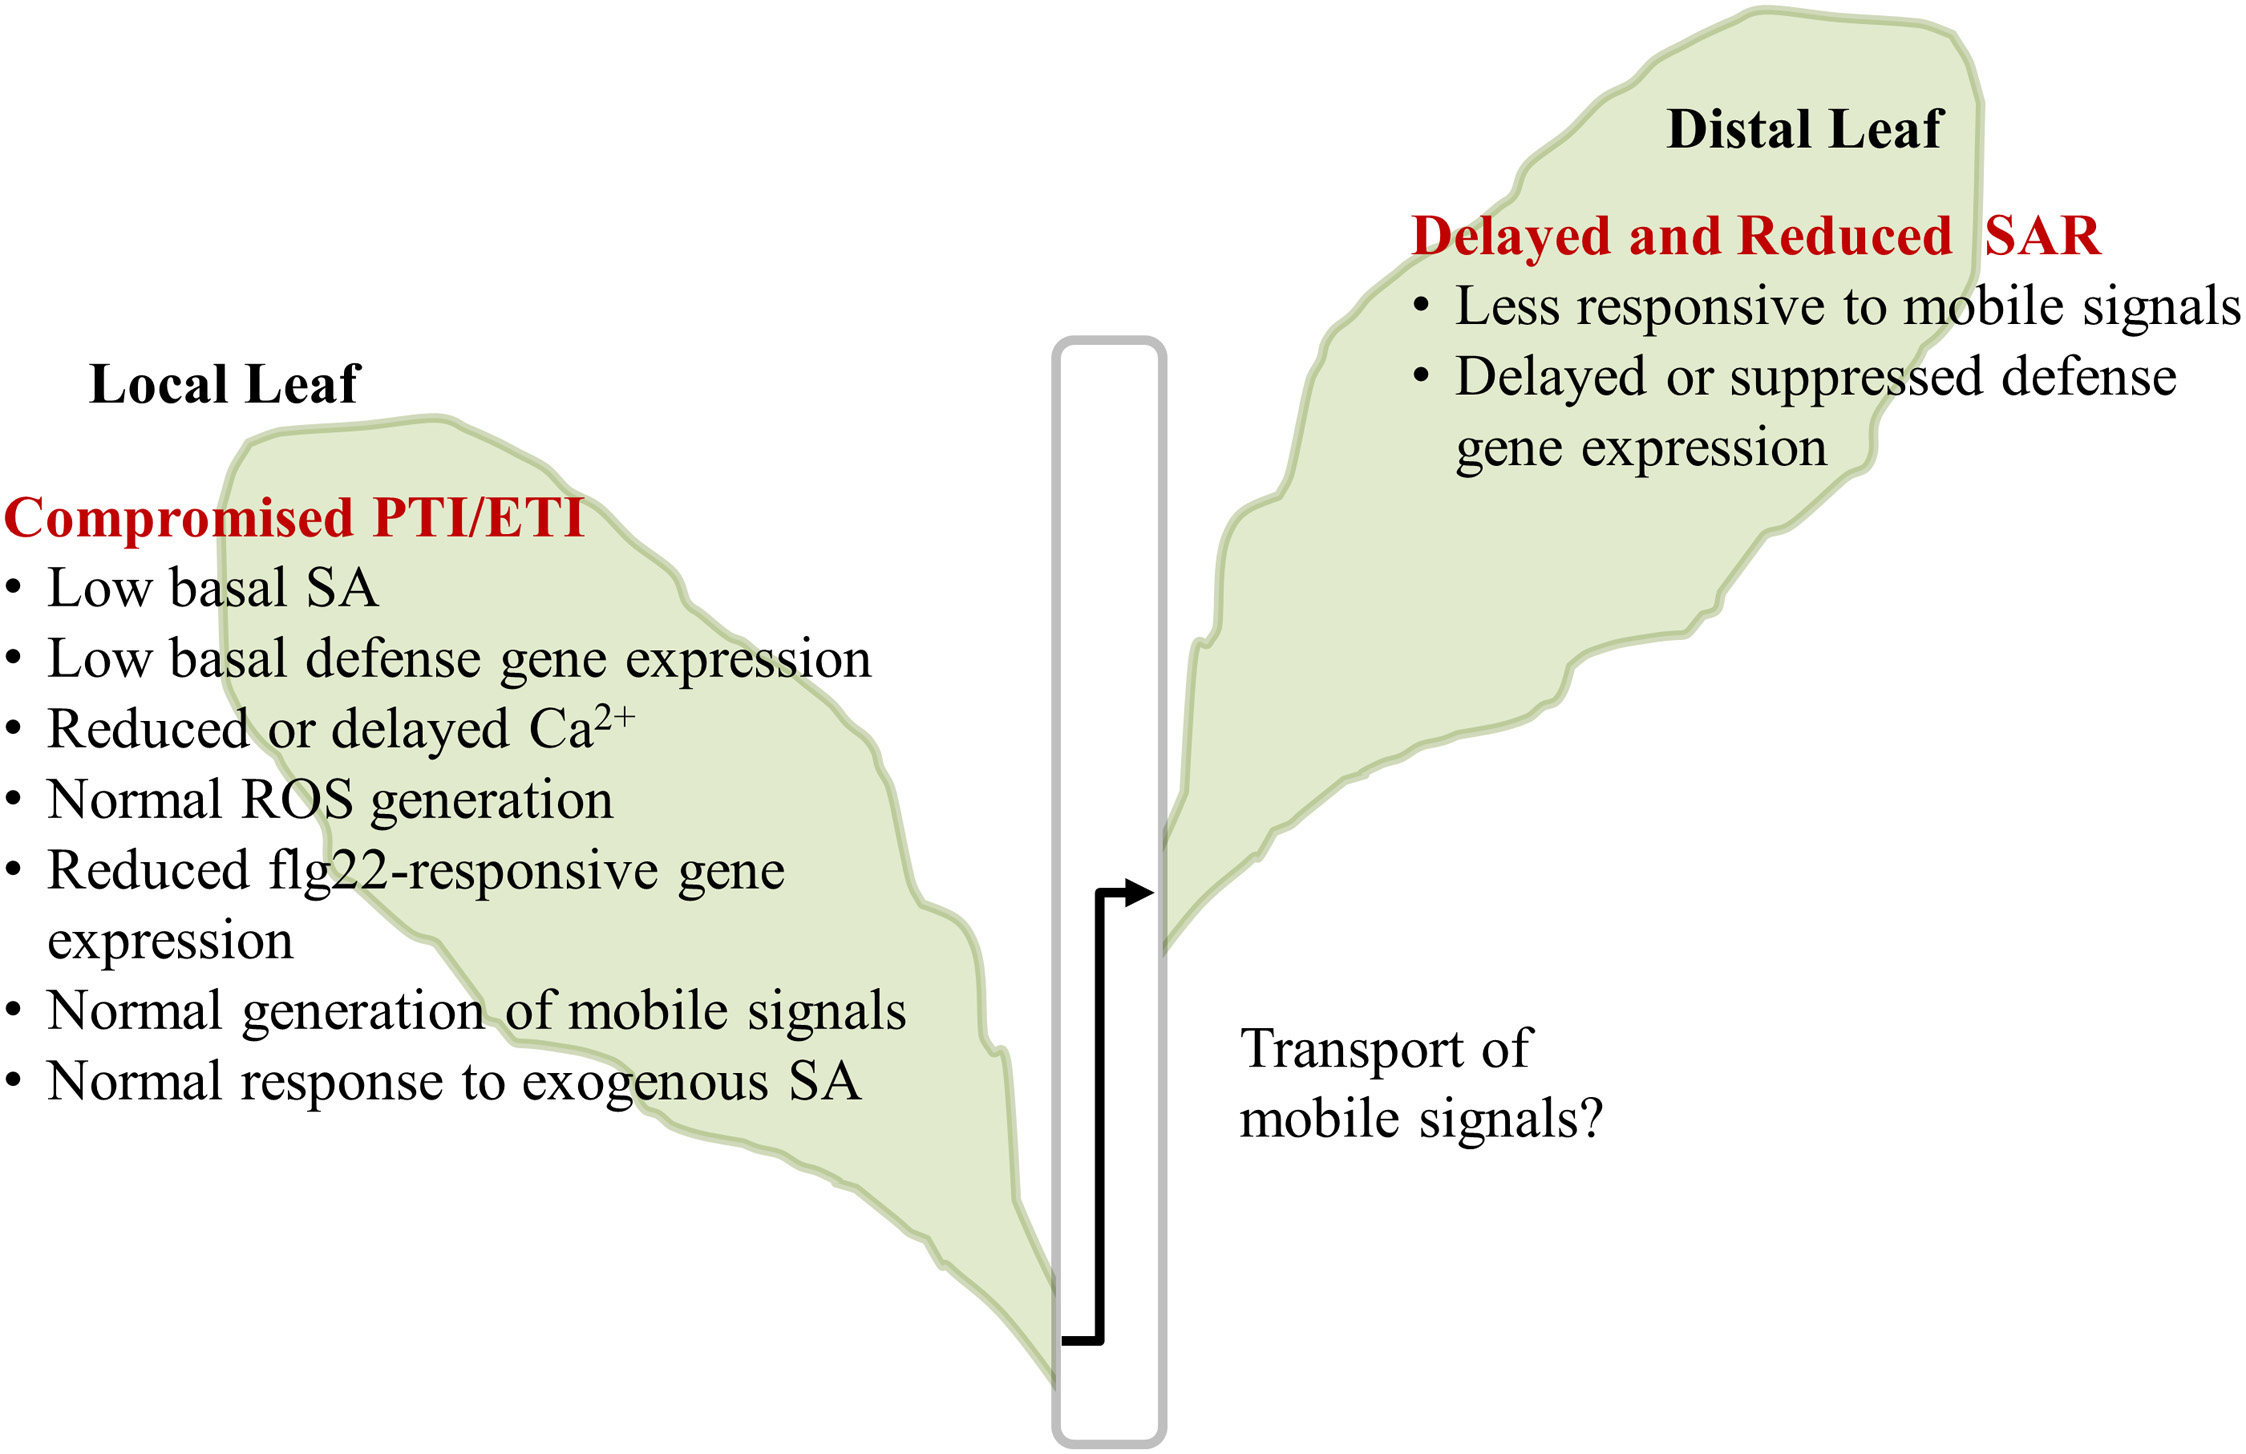 Local Leaf
Compromised PTI/ETI
• Low basal SA
• Low basal defense gene expression
• Reduced or delayed Ca²⁺
• Normal ROS generation
• Reduced flg22-responsive gene
expression
• Normal generation of mobile signals
• Normal response to exogenous SA
Distal Leaf
Delayed and Reduced SAR
• Less responsive to mobile signals
• Delayed or suppressed defense
gene expression
Transport of
mobile signals?